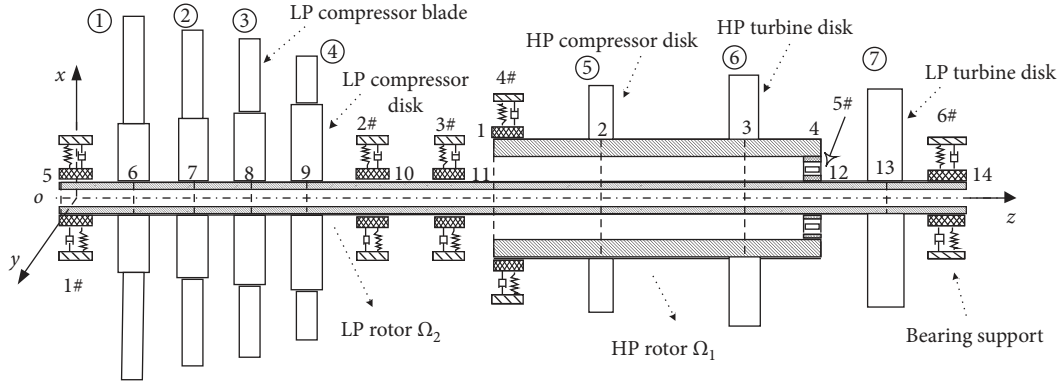 ① ② ③ LP compressor blade
④
HP compressor disk
HP turbine disk
⑤ ⑥ ⑦
LP turbine disk
LP compressor
disk
x
4#
5#
2# 3# 1 2 3 4 6#
5 6 7 8 9 10 11 12 13 14
o z
y
1#
LP rotor Ω₂
HP rotor Ω₁
Bearing support